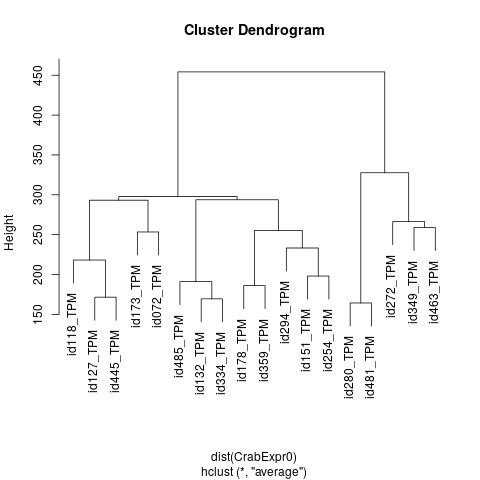 Cluster Dendrogram
Height
450
400
350
300
250
200
150
id118_TPM
id127_TPM
id445_TPM
id173_TPM
id072_TPM
id485_TPM
id132_TPM
id334_TPM
id178_TPM
id359_TPM
id294_TPM
id151_TPM
id254_TPM
id280_TPM
id481_TPM
id272_TPM
id349_TPM
id463_TPM
dist(CrabExpr0)
hclust (*, "average")